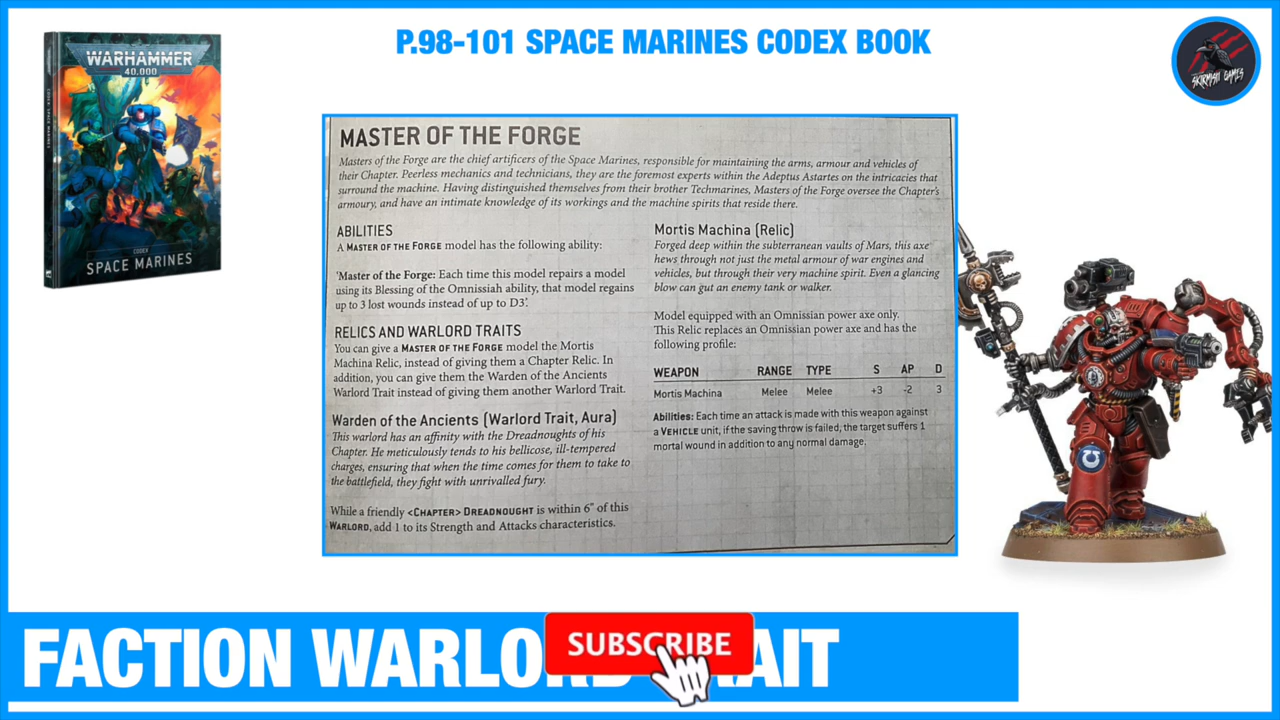 P.98-101 SPACE MARINES CODEX BOOK
WARHAMMER
40,000
CODEX
SPACE MARINES
SKIRMISH GAMES
MASTER OF THE FORGE
Masters of the Forge are the chief artificers of the Space Marines, responsible for maintaining the arms, armour and vehicles of
their Chapter. Peerless mechanics and technicians, they are the foremost experts within the Adeptus Astartes on the intricacies that
surround the machine. Having distinguished themselves from their brother Techmarines, Masters of the Forge oversee the Chapter's
armoury, and have an intimate knowledge of its workings and the machine spirits that reside there.
ABILITIES
A MASTER OF THE FORGE model has the following ability:
'Master of the Forge: Each time this model repairs a model
using its Blessing of the Omnissiah ability, that model regains
up to 3 lost wounds instead of up to D3'.
RELICS AND WARLORD TRAITS
You can give a MASTER OF THE FORGE model the Mortis
Machina Relic, instead of giving them a Chapter Relic. In
addition, you can give them the Warden of the Ancients
Warlord Trait instead of giving them another Warlord Trait.
Warden of the Ancients (Warlord Trait, Aura)
This warlord has an affinity with the Dreadnoughts of his
Chapter. He meticulously tends to his bellicose, ill-tempered
charges, ensuring that when the time comes for them to take to
the battlefield, they fight with unrivalled fury.
While a friendly <CHAPTER> DREADNOUGHT is within 6" of this
WARLORD, add 1 to its Strength and Attacks characteristics.
Mortis Machina (Relic)
Forged deep within the subterranean vaults of Mars, this axe
hews through not just the metal armour of war engines and
vehicles, but through their very machine spirit. Even a glancing
blow can gut an enemy tank or walker.
Model equipped with an Omnissian power axe only.
This Relic replaces an Omnissian power axe and has the
following profile:
WEAPON RANGE TYPE S AP D
Mortis Machina Melee Melee +3 -2 3
Abilities: Each time an attack is made with this weapon against
a VEHICLE unit, if the saving throw is failed, the target suffers 1
mortal wound in addition to any normal damage.
FACTION WARLORD TRAIT
SUBSCRIBE